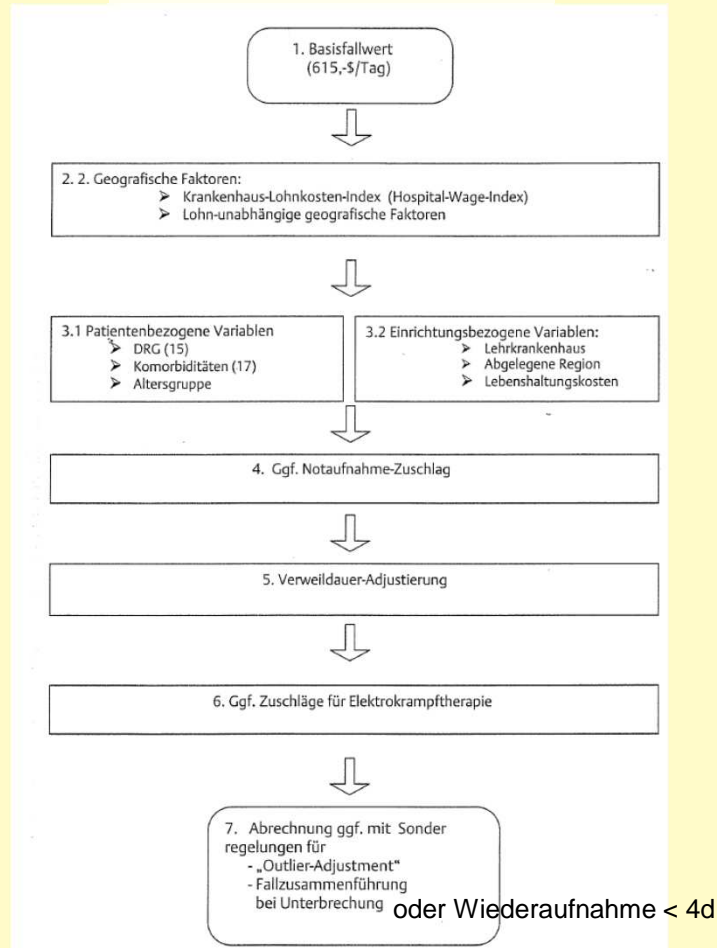 1. Basisfallwert
(615,-$/Tag)
2. 2. Geografische Faktoren:
➢ Krankenhaus-Lohnkosten-Index (Hospital-Wage-Index)
➢ Lohn-unabhängige geografische Faktoren
3.1 Patientenbezogene Variablen
➢ DRG (15)
➢ Komorbiditäten (17)
➢ Altersgruppe
3.2 Einrichtungsbezogene Variablen:
➢ Lehrkrankenhaus
➢ Abgelegene Region
➢ Lebenshaltungskosten
4. Ggf. Notaufnahme-Zuschlag
5. Verweildauer-Adjustierung
6. Ggf. Zuschläge für Elektrokrampftherapie
7. Abrechnung ggf. mit Sonder
regelungen für
- „Outlier-Adjustment“
- Fallzusammenführung
bei Unterbrechung oder Wiederaufnahme < 4d